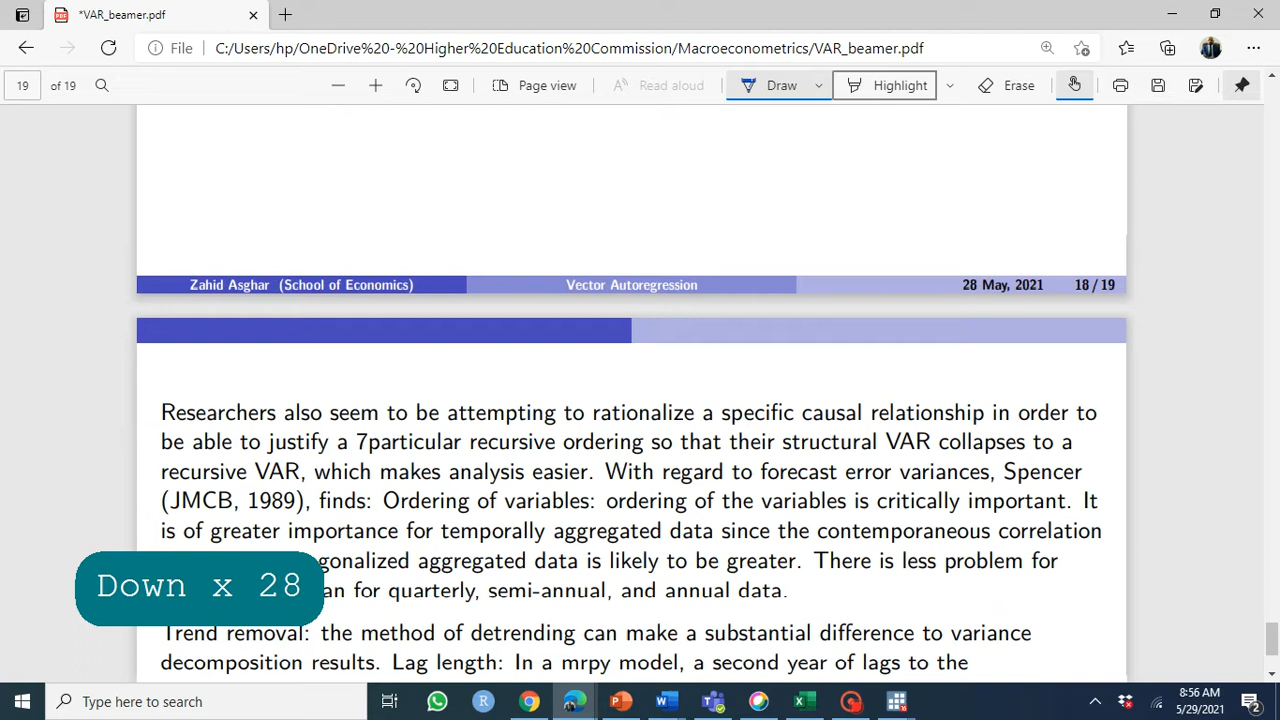 *VAR_beamer.pdf
File C:/Users/hp/OneDrive%20-%20Higher%20Education%20Commission/Macroeconometrics/VAR_beamer.pdf
19 of 19 Page view Read aloud Draw Highlight Erase
Zahid Asghar (School of Economics) Vector Autoregression 28 May, 2021 18 / 19
Researchers also seem to be attempting to rationalize a specific causal relationship in order to
be able to justify a 7particular recursive ordering so that their structural VAR collapses to a
recursive VAR, which makes analysis easier. With regard to forecast error variances, Spencer
(JMCB, 1989), finds: Ordering of variables: ordering of the variables is critically important. It
is of greater importance for temporally aggregated data since the contemporaneous correlation
gonalized aggregated data is likely to be greater. There is less problem for
Down x 28
an for quarterly, semi-annual, and annual data.
Trend removal: the method of detrending can make a substantial difference to variance
decomposition results. Lag length: In a mrpy model, a second year of lags to the
Type here to search
8:56 AM
5/29/2021
2